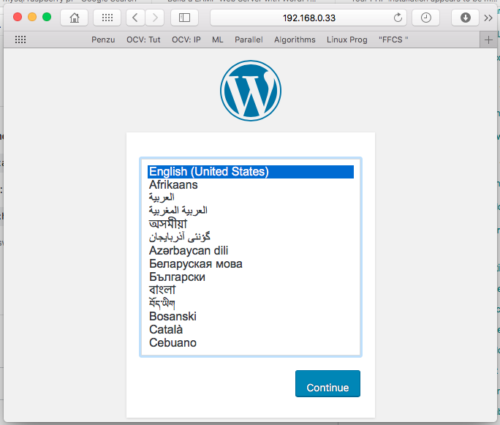 192.168.0.33
Penzu OCV: Tut OCV: IP ML Parallel Algorithms Linux Prog "FFCS "
English (United States)
Afrikaans
العربية
العربية المغربية
অসমীয়া
گؤنئی آذربایجان
Azərbaycan dili
Беларуская мова
Български
বাংলা
བོད་ཡིག
Bosanski
Català
Cebuano
Continue